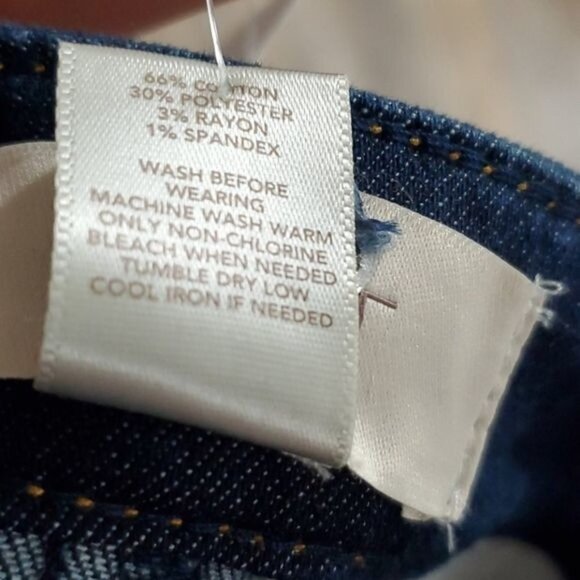 66% COTTON
30% POLYESTER
3% RAYON
1% SPANDEX
WASH BEFORE
WEARING
MACHINE WASH WARM
ONLY NON-CHLORINE
BLEACH WHEN NEEDED
TUMBLE DRY LOW
COOL IRON IF NEEDED